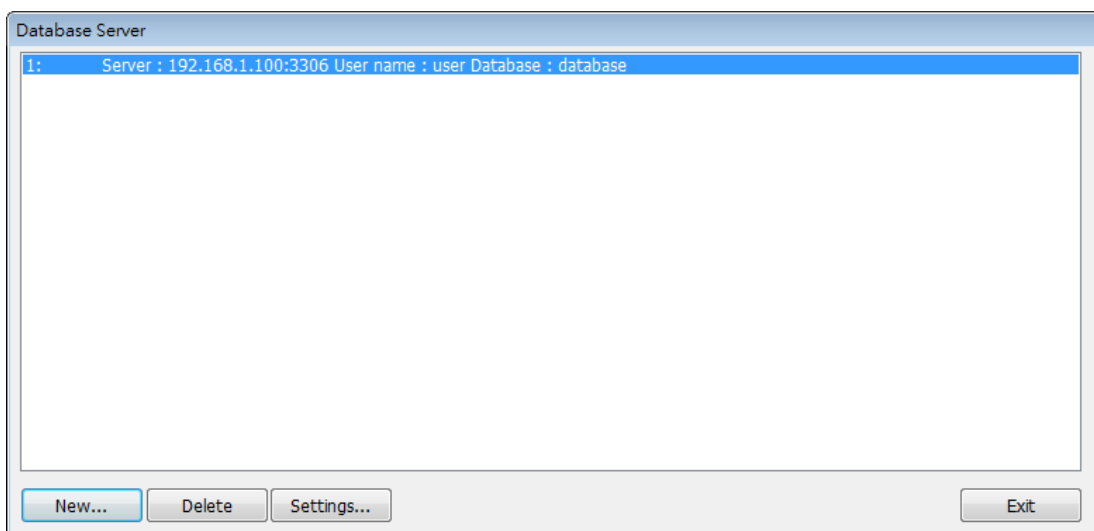 Database Server
1: Server : 192.168.1.100:3306 User name : user Database : database
New... Delete Settings... Exit